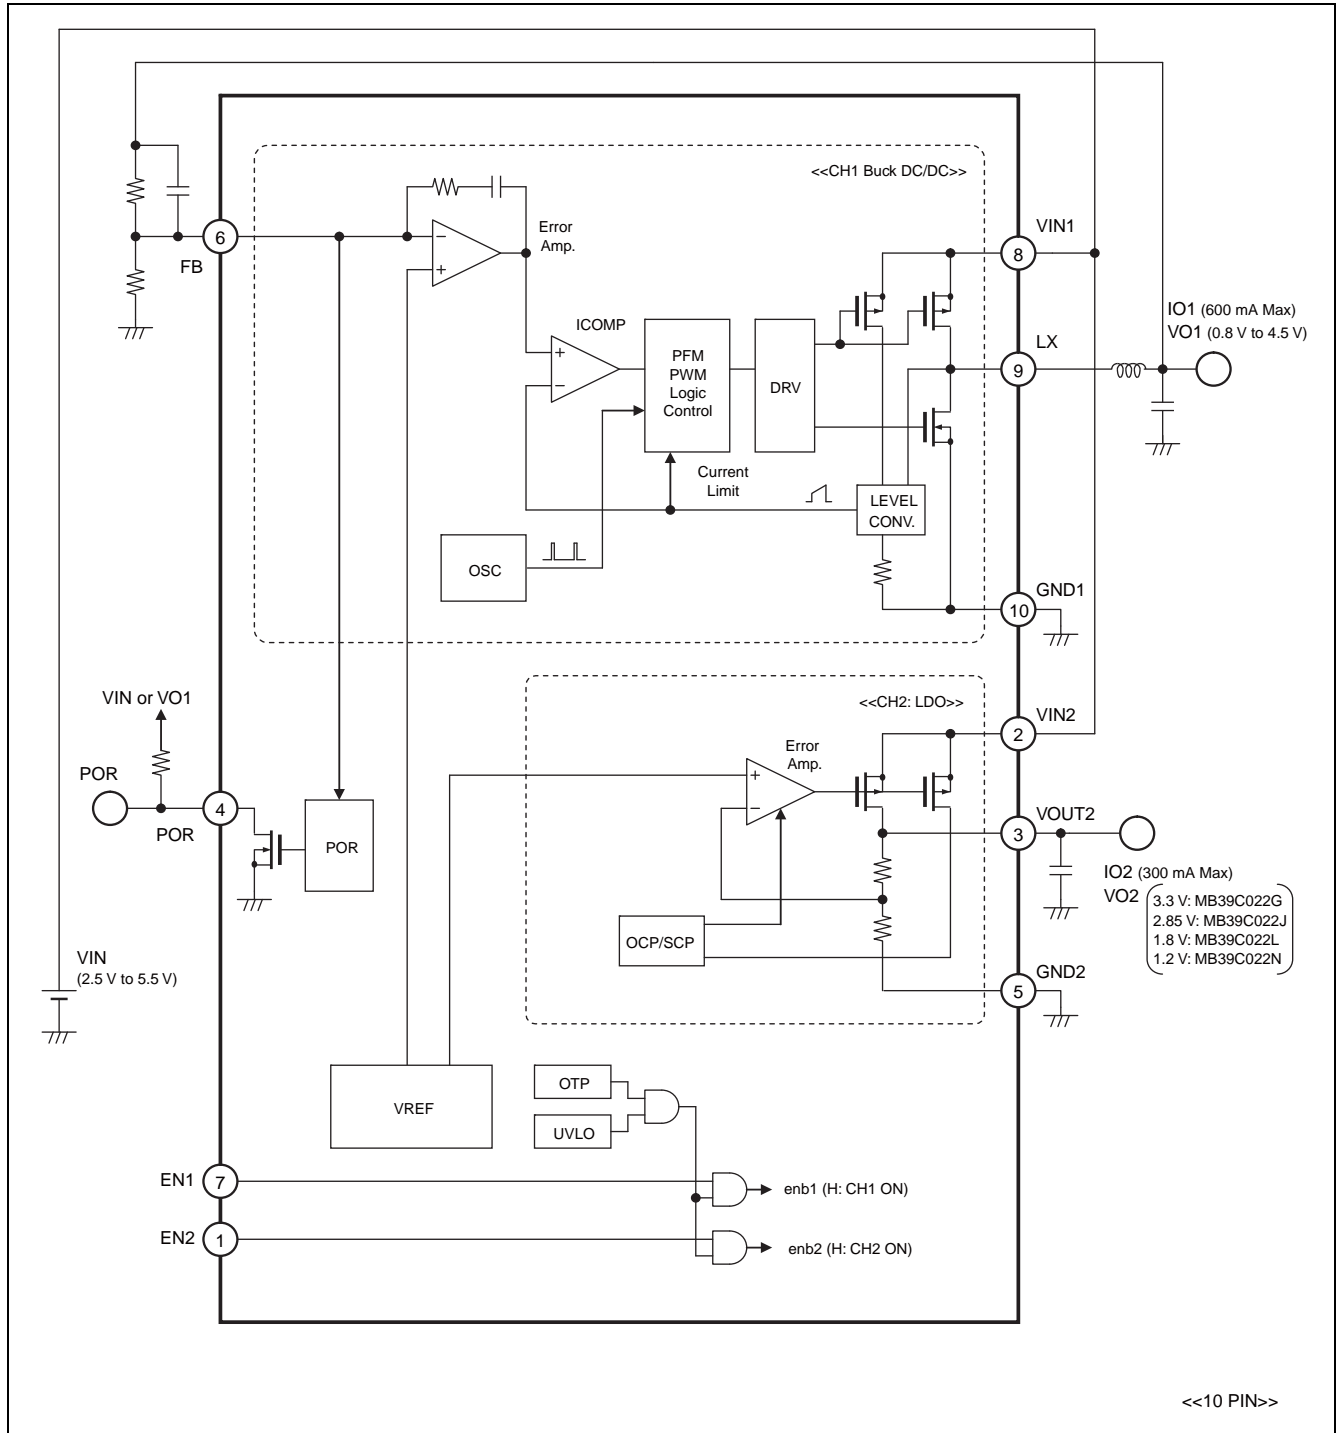 <<CH1 Buck DC/DC>>
6
FB
Error
Amp.
−
+
ICOMP
+
−
PFM
PWM
Logic
Control
DRV
Current
Limit
LEVEL
CONV.
OSC
VIN1
8
LX
9
IO1 (600 mA Max)
VO1 (0.8 V to 4.5 V)
GND1
10
VIN or VO1
POR
4
POR
POR
<<CH2: LDO>>
Error
Amp.
+
−
OCP/SCP
VIN2
2
VOUT2
3
IO2 (300 mA Max)
VO2
3.3 V: MB39C022G
2.85 V: MB39C022J
1.8 V: MB39C022L
1.2 V: MB39C022N
GND2
5
VIN
(2.5 V to 5.5 V)
VREF
OTP
UVLO
EN1
7
enb1 (H: CH1 ON)
EN2
1
enb2 (H: CH2 ON)
<<10 PIN>>